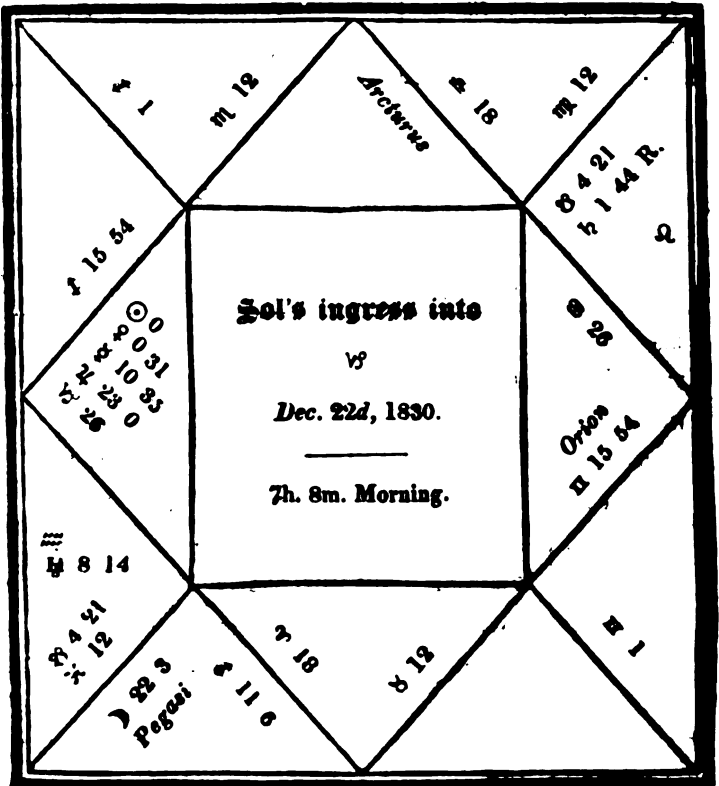 ♐ 1
♏ 12
Arcturus
♎ 18
♍ 12
☋ 4 21
♄ 1 44 R.
♌
♐ 15 54
☉ 0
0 31
10 35
♃ 23 0
♑ 26
Sol's ingress into
♑
Dec. 22d, 1830.
7h. 8m. Morning.
♋ 26
Orion
♊ 15 54
♒
♅ 8 14
☊ 4 21
♓ 12
☽ 22 3
Pegasi
♂ 11 6
♈ 18
♉ 12
♊ 1